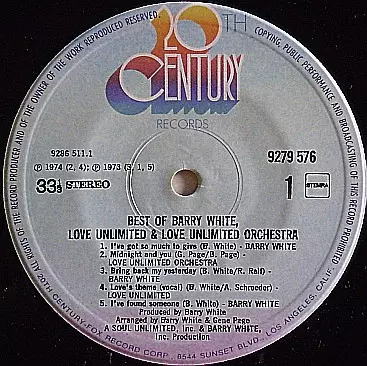 20TH
CENTURY
RECORDS
ALL RIGHTS OF THE RECORD PRODUCER AND OF THE OWNER OF THE WORK REPRODUCED RESERVED.
COPYING, PUBLIC PERFORMANCE AND BROADCASTING OF THIS RECORD PROHIBITED
9286 511.1
℗ 1974 (2, 4); ℗ 1973 (3, 1, 5)
9279 576
33⅓ STEREO
1 STEMRA
BEST OF BARRY WHITE,
LOVE UNLIMITED & LOVE UNLIMITED ORCHESTRA
1. I've got so much to give (B. White) - BARRY WHITE
2. Midnight and you (G. Page/B. Page) -
LOVE UNLIMITED ORCHESTRA
3. Bring back my yesterday (B. White/R. Relf) -
BARRY WHITE
4. Love's theme (vocal) (B. White/A. Schroeder) -
LOVE UNLIMITED
5. I've found someone (B. White) - BARRY WHITE
Produced by Barry White
Arranged by Barry White & Gene Page
A SOUL UNLIMITED, Inc. & BARRY WHITE,
Inc. Production
20TH CENTURY-FOX RECORD CORP., 8544 SUNSET BLVD., LOS ANGELES, CALIF.